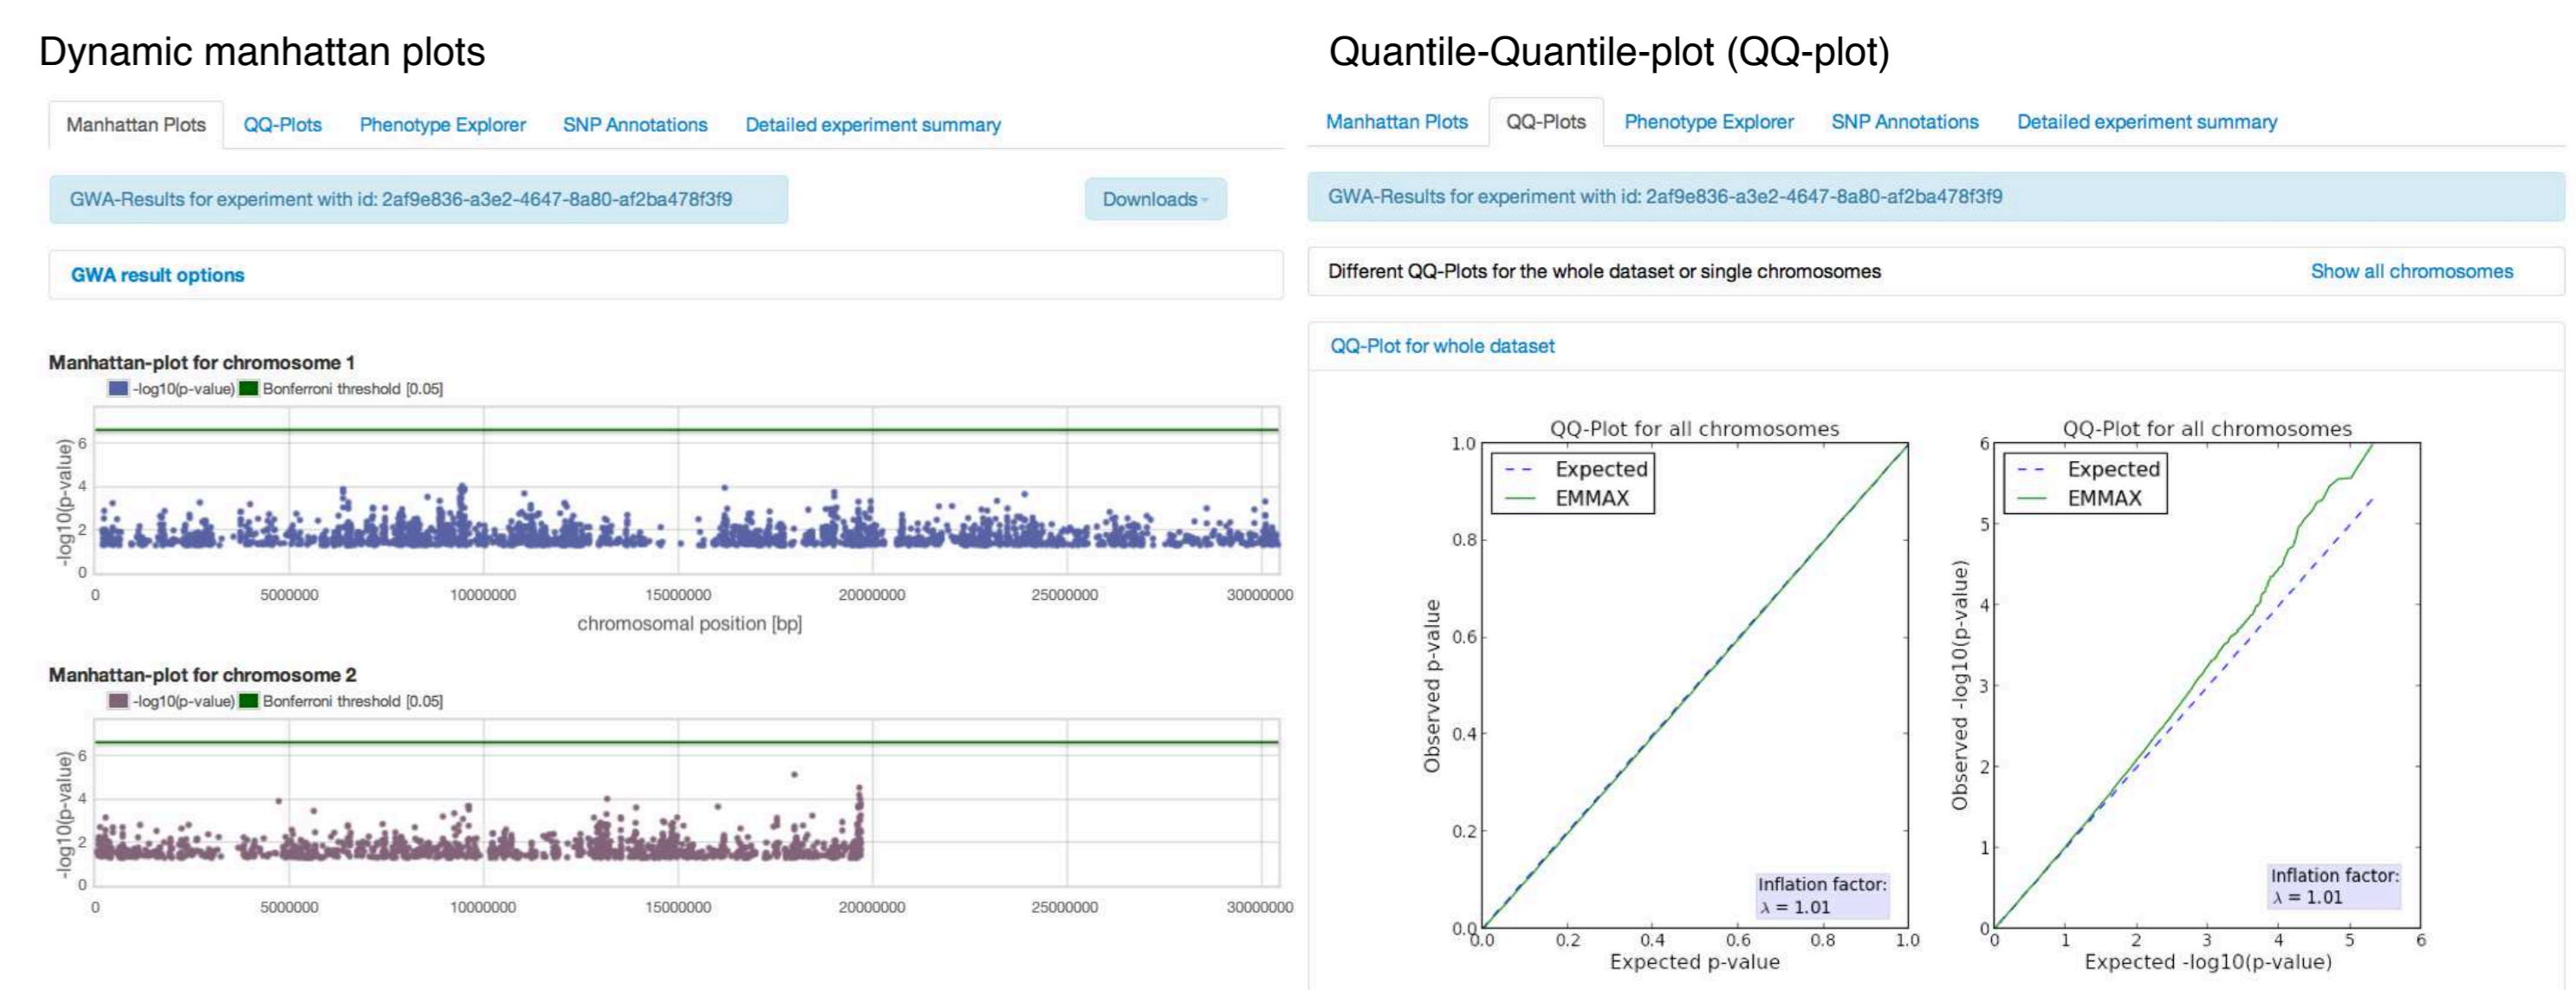 Dynamic manhattan plots
Manhattan Plots QQ-Plots Phenotype Explorer SNP Annotations Detailed experiment summary
GWA-Results for experiment with id: 2af9e836-a3e2-4647-8a80-af2ba478f3f9 Downloads
GWA result options
Manhattan-plot for chromosome 1
-log10(p-value) Bonferroni threshold [0.05]
-log10(p-value)
6
4
2
0
0 5000000 10000000 15000000 20000000 25000000 30000000
chromosomal position [bp]
Manhattan-plot for chromosome 2
-log10(p-value) Bonferroni threshold [0.05]
-log10(p-value)
6
4
2
0
0 5000000 10000000 15000000 20000000 25000000 30000000
Quantile-Quantile-plot (QQ-plot)
Manhattan Plots QQ-Plots Phenotype Explorer SNP Annotations Detailed experiment summary
GWA-Results for experiment with id: 2af9e836-a3e2-4647-8a80-af2ba478f3f9
Different QQ-Plots for the whole dataset or single chromosomes Show all chromosomes
QQ-Plot for whole dataset
QQ-Plot for all chromosomes
Expected
EMMAX
Observed p-value
1.0
0.8
0.6
0.4
0.2
0.0
Inflation factor:
λ = 1.01
0.0 0.2 0.4 0.6 0.8 1.0
Expected p-value
QQ-Plot for all chromosomes
Expected
EMMAX
Observed -log10(p-value)
6
5
4
3
2
1
0
Inflation factor:
λ = 1.01
0 1 2 3 4 5 6
Expected -log10(p-value)